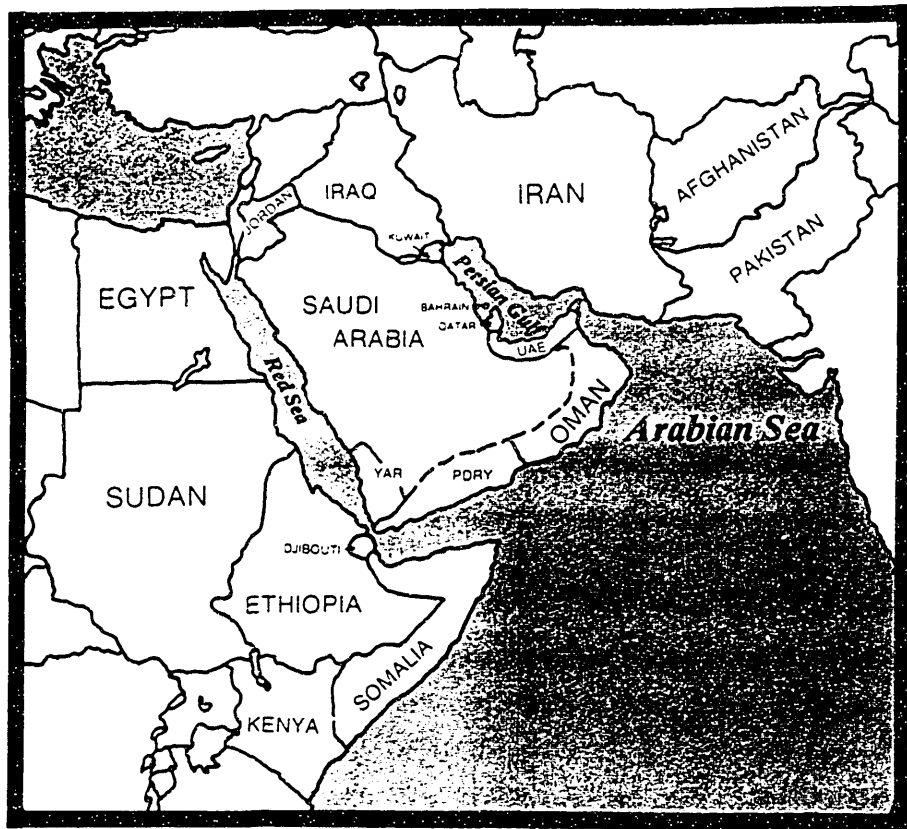 AFGHANISTAN
IRAQ
IRAN
JORDAN
KUWAIT
PAKISTAN
Persian Gulf
EGYPT
SAUDI
ARABIA
BAHRAIN
QATAR
UAE
Red Sea
OMAN
Arabian Sea
YAR
PDRY
SUDAN
DJIBOUTI
ETHIOPIA
SOMALIA
KENYA